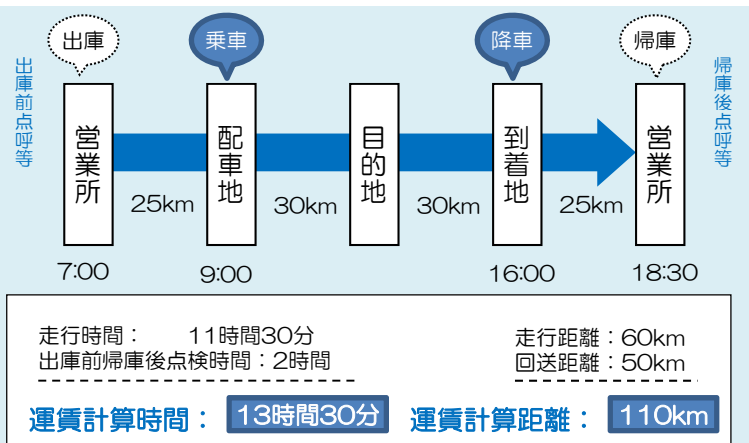 出庫
乗車
降車
帰庫
出庫前点呼等
営業所
配車地
目的地
到着地
営業所
帰庫後点呼等
25km
30km
30km
25km
7:00
9:00
16:00
18:30
走行時間： 11時間30分
出庫前帰庫後点検時間：2時間
走行距離：60km
回送距離：50km
運賃計算時間： 13時間30分
運賃計算距離： 110km